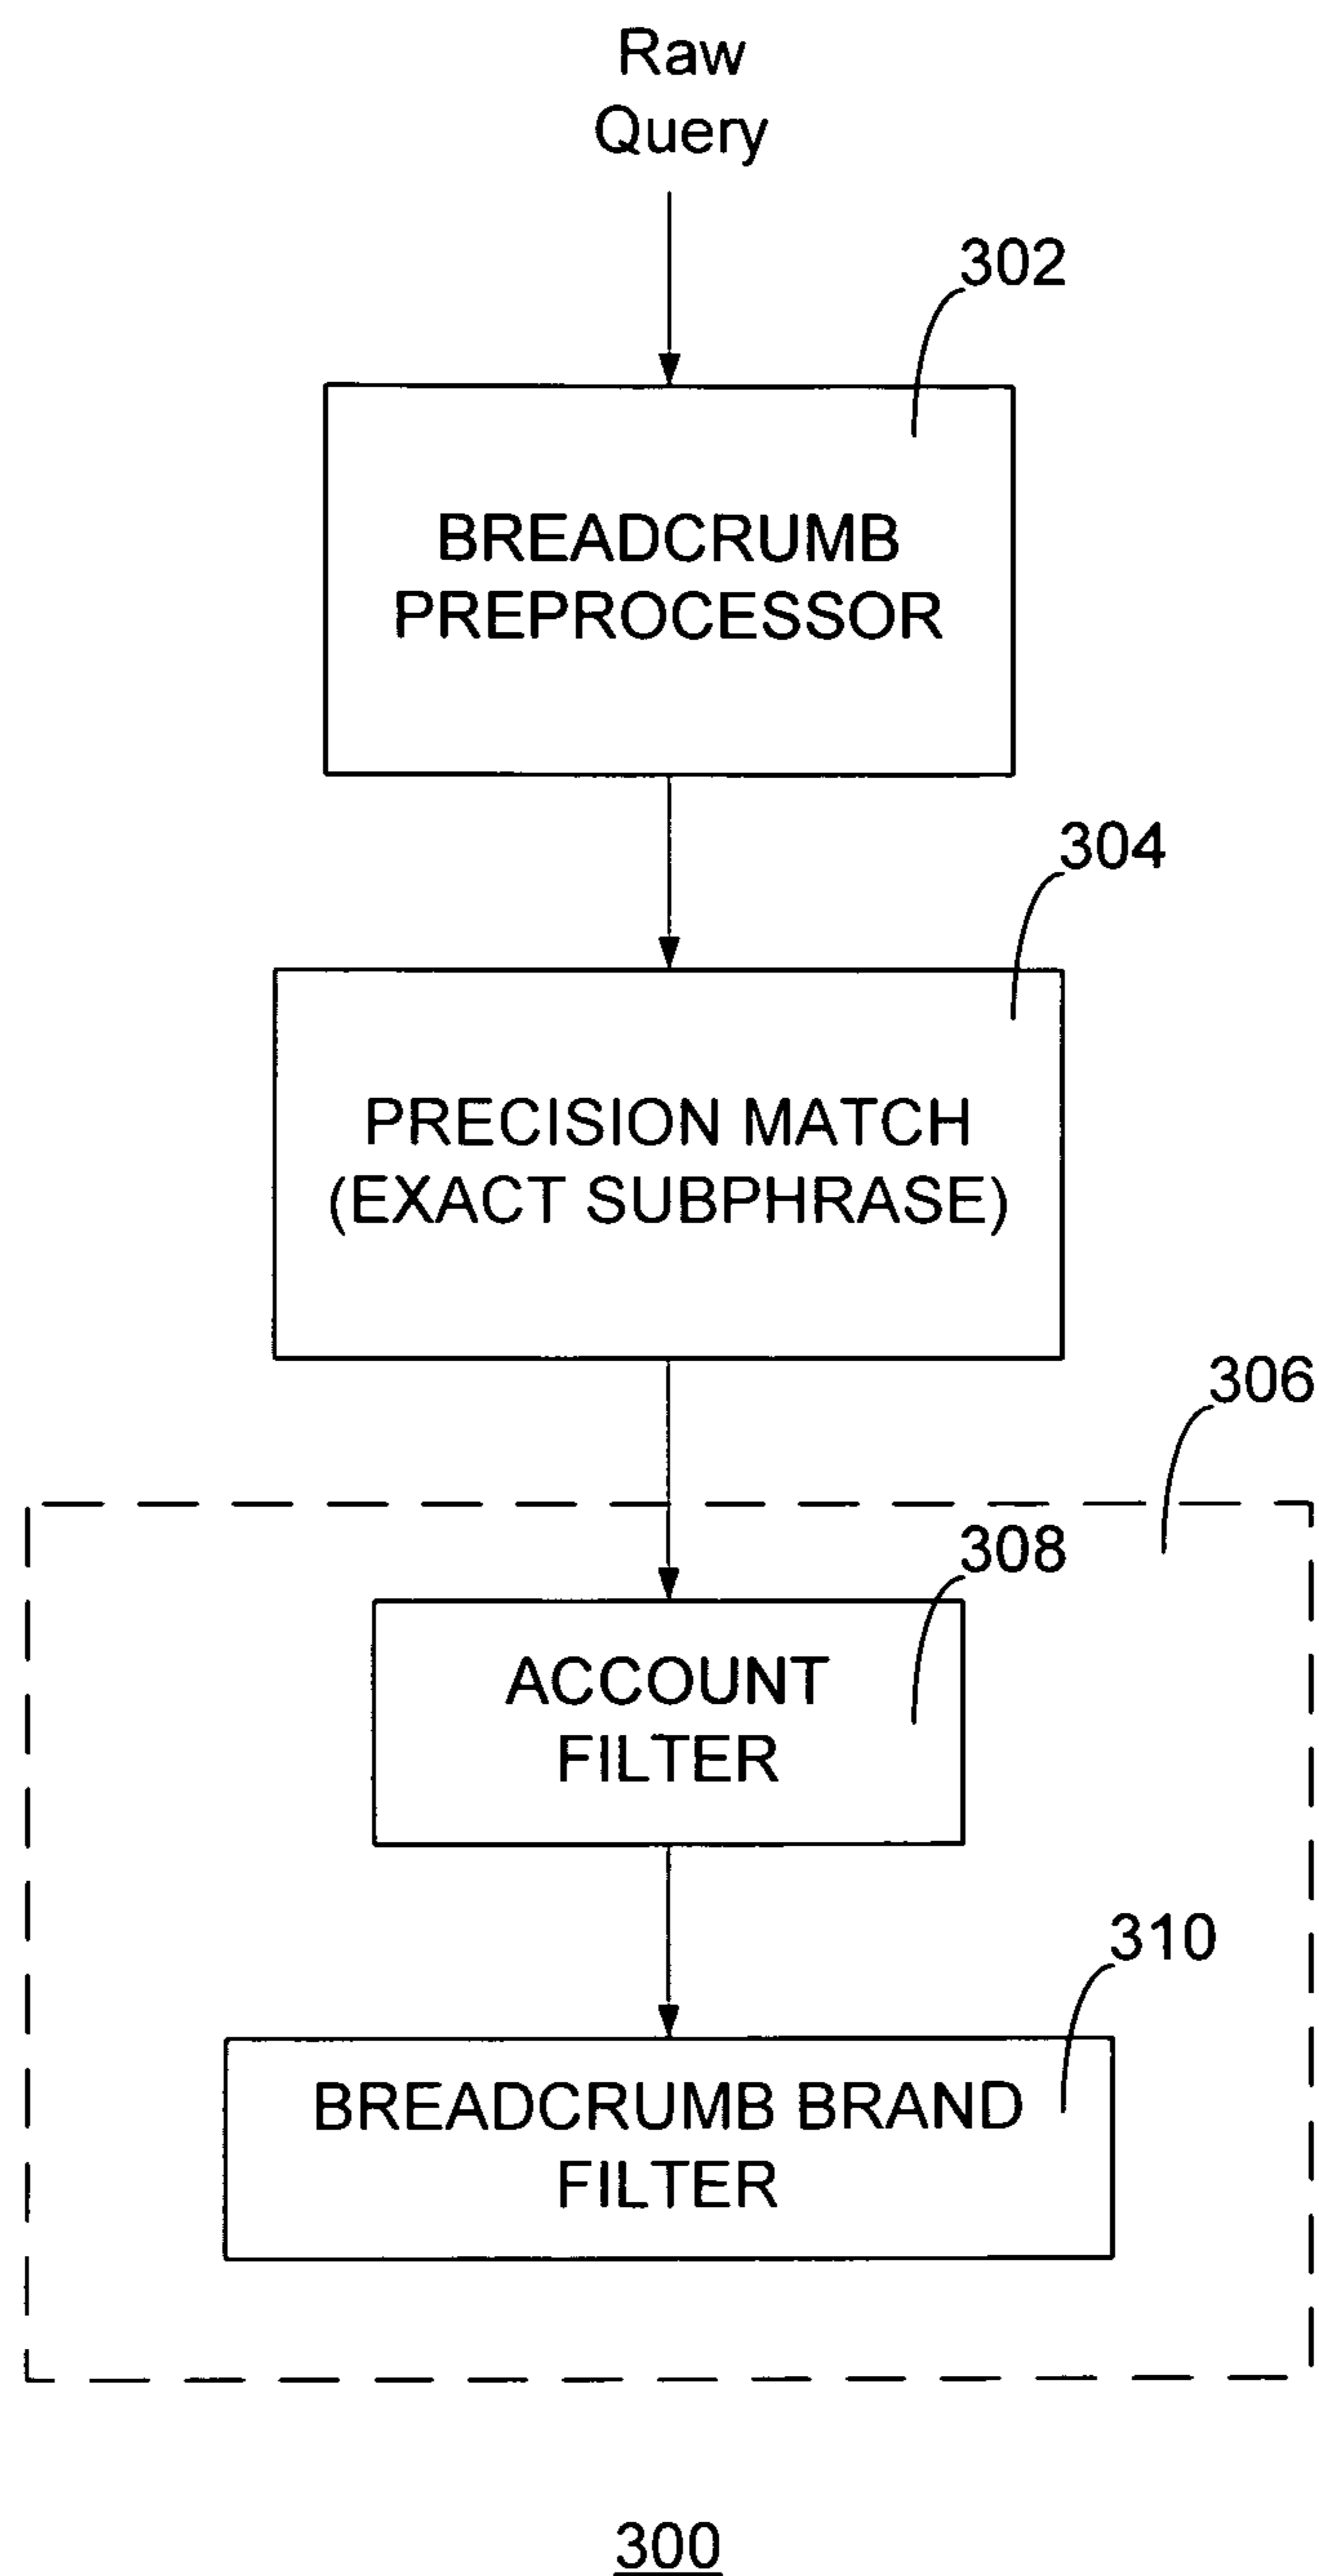 Raw
Query
302
BREADCRUMB
PREPROCESSOR
304
PRECISION MATCH
(EXACT SUBPHRASE)
306
308
ACCOUNT
FILTER
310
BREADCRUMB BRAND
FILTER
300